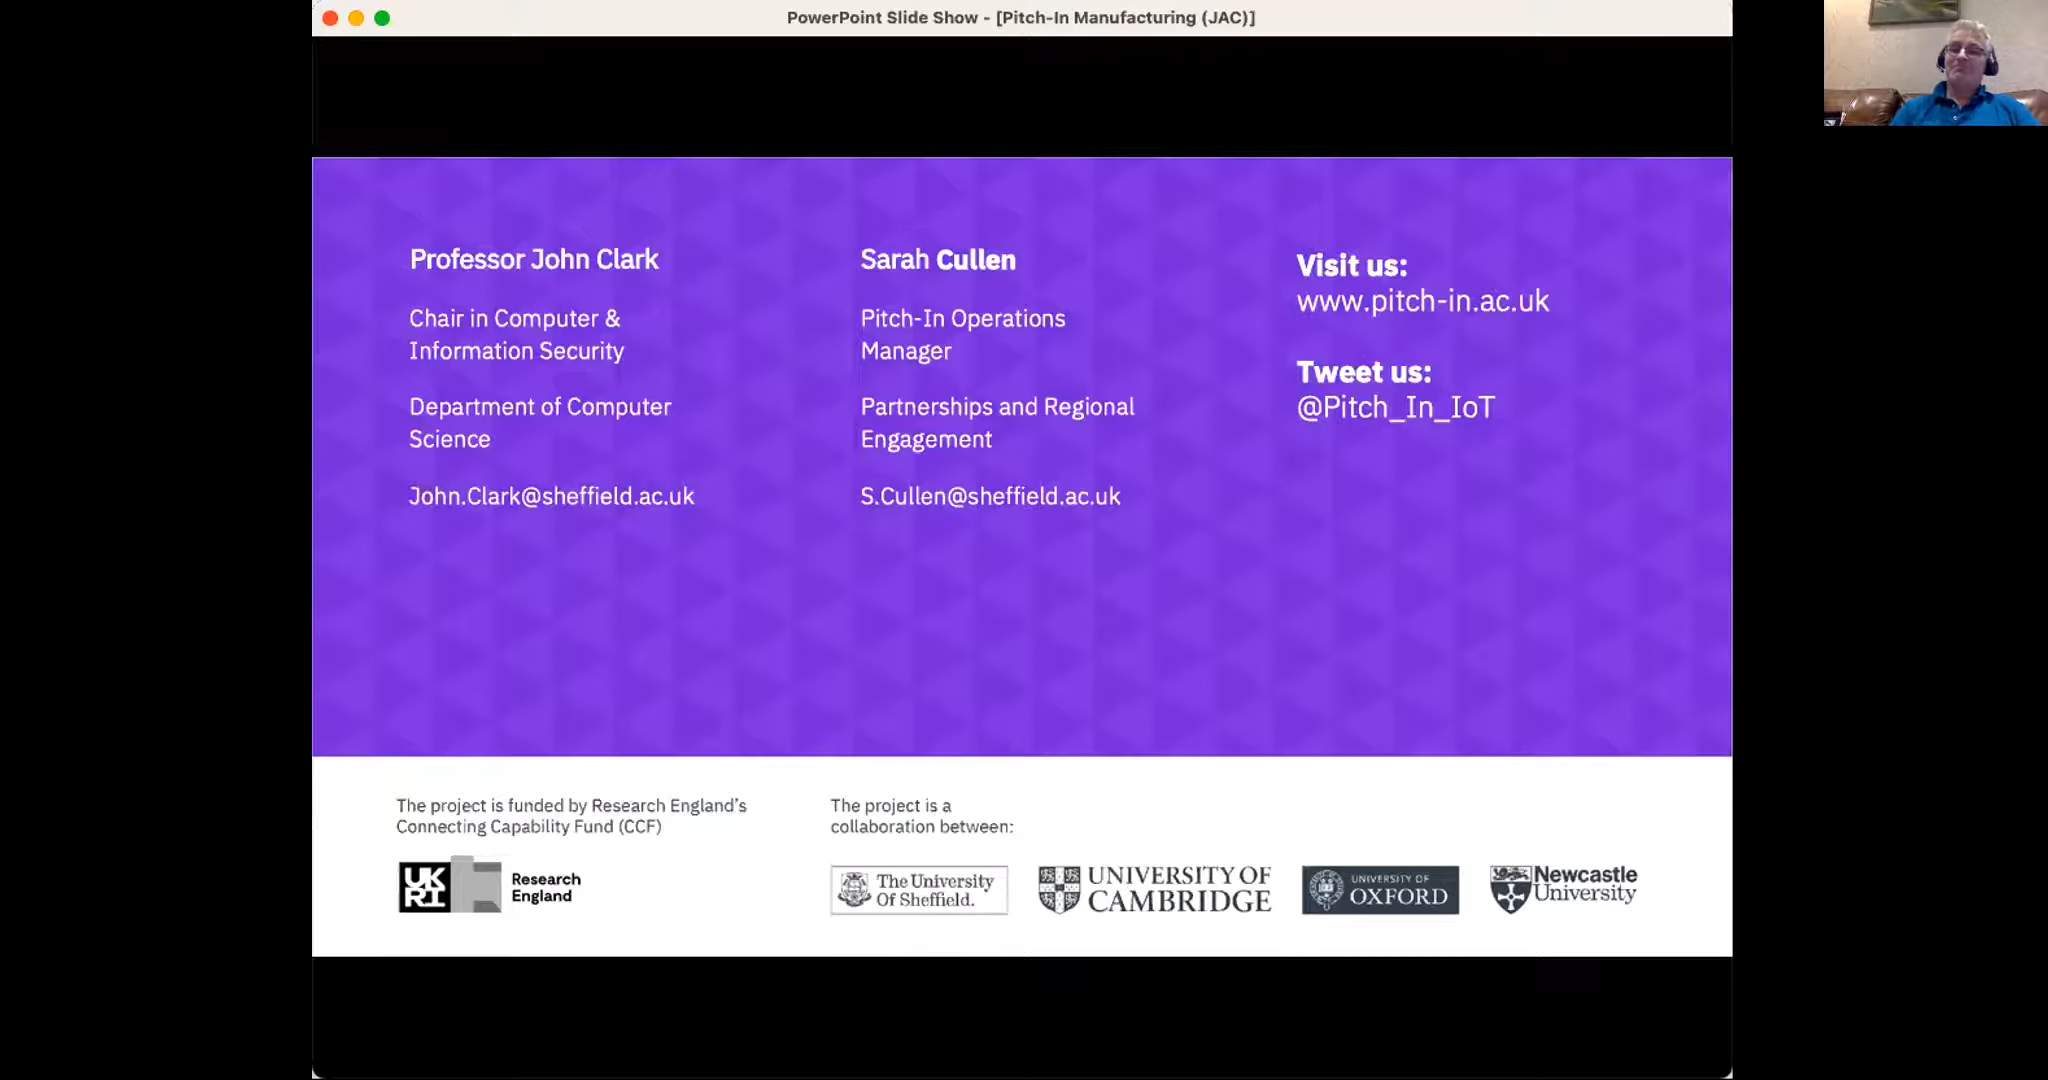 PowerPoint Slide Show - [Pitch-In Manufacturing (JAC)]
Professor John Clark
Chair in Computer &
Information Security
Department of Computer
Science
John.Clark@sheffield.ac.uk
Sarah Cullen
Pitch-In Operations
Manager
Partnerships and Regional
Engagement
S.Cullen@sheffield.ac.uk
Visit us:
www.pitch-in.ac.uk
Tweet us:
@Pitch_In_IoT
The project is funded by Research England's
Connecting Capability Fund (CCF)
UK
RI
Research
England
The project is a
collaboration between:
The University
Of Sheffield.
UNIVERSITY OF
CAMBRIDGE
UNIVERSITY OF
OXFORD
Newcastle
University